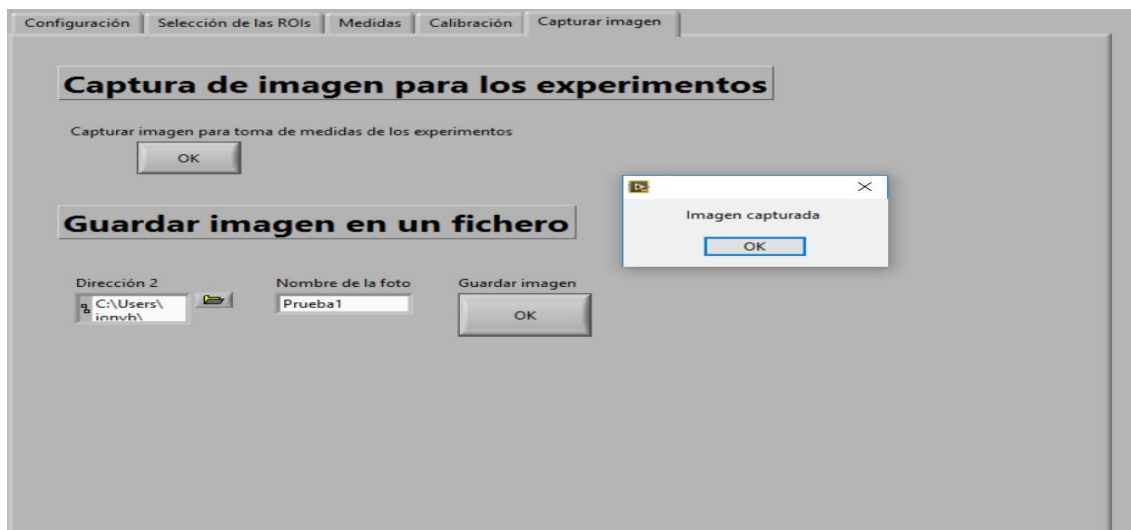 Configuración Selección de las ROIs Medidas Calibración Capturar imagen
Captura de imagen para los experimentos
Capturar imagen para toma de medidas de los experimentos
OK
Imagen capturada
OK
Guardar imagen en un fichero
Dirección 2 Nombre de la foto Guardar imagen
C:\Users\ Prueba1 OK